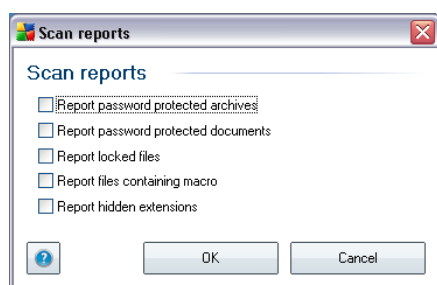 Scan reports
Scan reports
Report password protected archives
Report password protected documents
Report locked files
Report files containing macro
Report hidden extensions
? OK Cancel